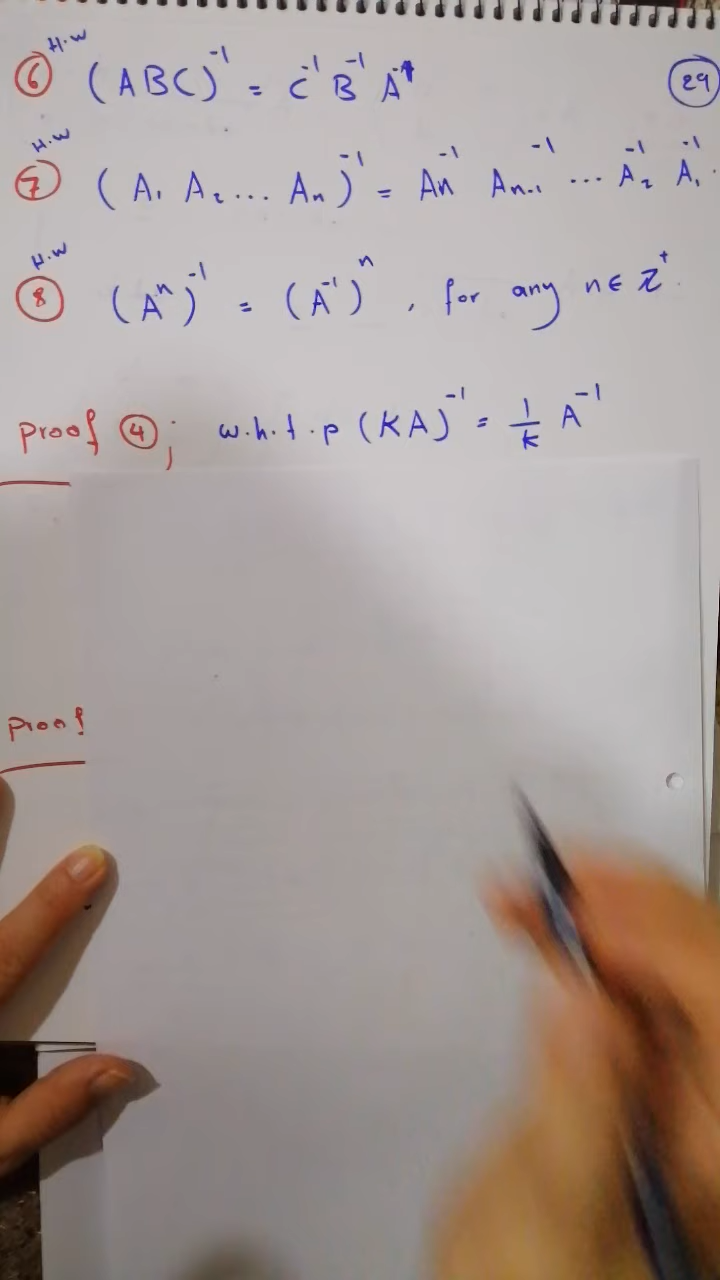 H.W
⑥ (ABC)⁻¹ = C⁻¹ B⁻¹ A⁻¹ ㉙
H.W
⑦ (A₁ A₂ ... Aₙ)⁻¹ = Aₙ⁻¹ Aₙ₋₁⁻¹ ... A₂⁻¹ A₁⁻¹.
H.W
⑧ (Aⁿ)⁻¹ = (A⁻¹)ⁿ , for any n ∈ Z⁺.
Proof ④; w.h.t.p (KA)⁻¹ = 1/K A⁻¹
Proof